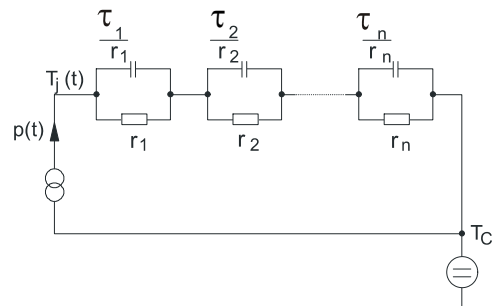 τ1 τ2 τn
r1 r2 rn
Tj (t)
p(t)
r1 r2 rn
TC